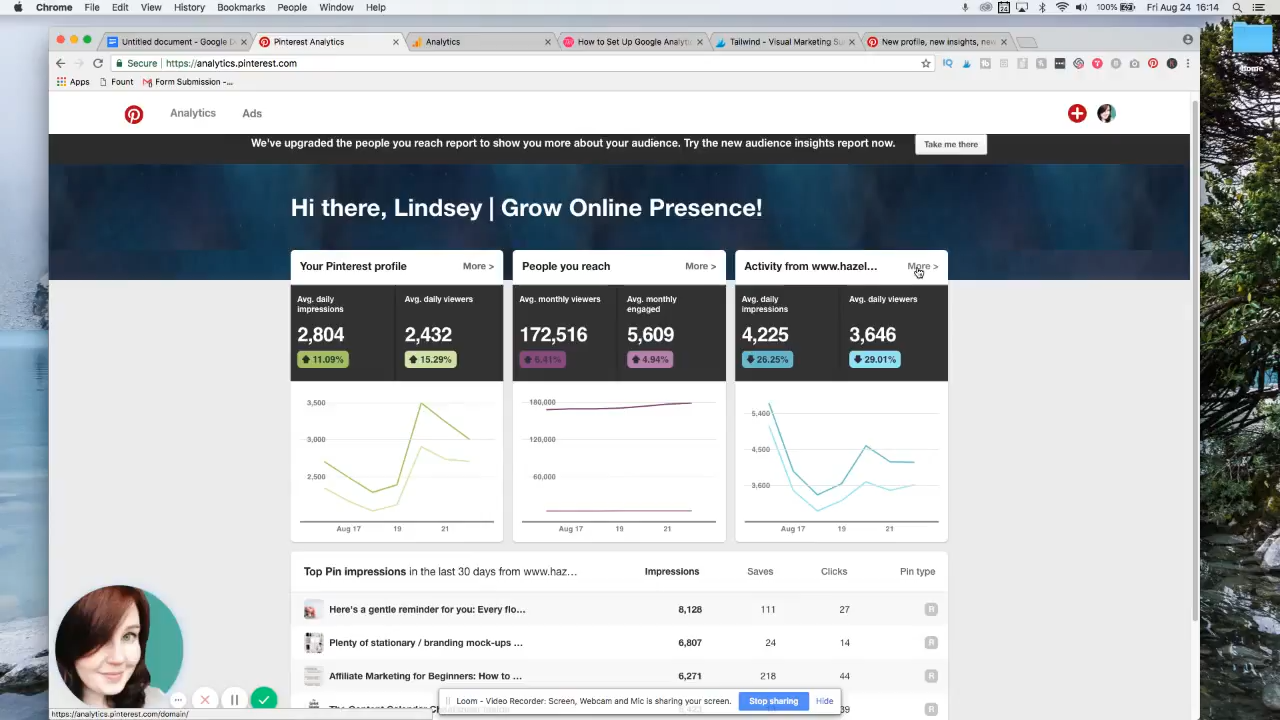 Chrome File Edit View History Bookmarks People Window Help
100% Fri Aug 24 16:14
Untitled document - Google D
Pinterest Analytics
Analytics
How to Set Up Google Analyti
Tailwind - Visual Marketing Su
New profile, new insights, new
Secure https://analytics.pinterest.com
Apps Fount Form Submission -...
Home
Analytics Ads
We've upgraded the people you reach report to show you more about your audience. Try the new audience insights report now.
Take me there
Hi there, Lindsey | Grow Online Presence!
Your Pinterest profile More >
Avg. daily impressions
2,804
11.09%
Avg. daily viewers
2,432
15.29%
3,500
3,000
2,500
Aug 17 19 21
People you reach More >
Avg. monthly viewers
172,516
6.41%
Avg. monthly engaged
5,609
4.94%
180,000
120,000
60,000
Aug 17 19 21
Activity from www.hazel... More >
Avg. daily impressions
4,225
26.25%
Avg. daily viewers
3,646
29.01%
5,400
4,500
3,600
Aug 17 19 21
Top Pin impressions in the last 30 days from www.haz... Impressions Saves Clicks Pin type
Here's a gentle reminder for you: Every flo... 8,128 111 27 R
Plenty of stationary / branding mock-ups ... 6,807 24 14 R
Affiliate Marketing for Beginners: How to ... 6,271 218 44 R
The Content Calendar 39 R
Loom - Video Recorder: Screen, Webcam and Mic is sharing your screen. Stop sharing Hide
https://analytics.pinterest.com/domain/